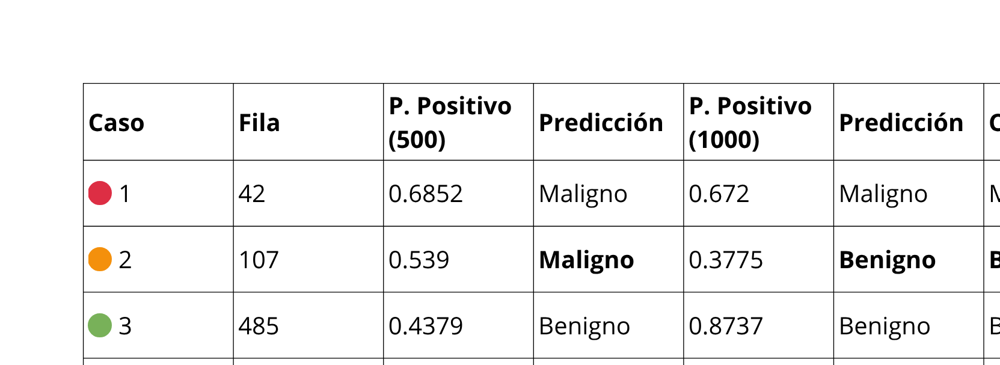 Caso Fila P. Positivo (500) Predicción P. Positivo (1000) Predicción
1 42 0.6852 Maligno 0.672 Maligno
2 107 0.539 Maligno 0.3775 Benigno
3 485 0.4379 Benigno 0.8737 Benigno